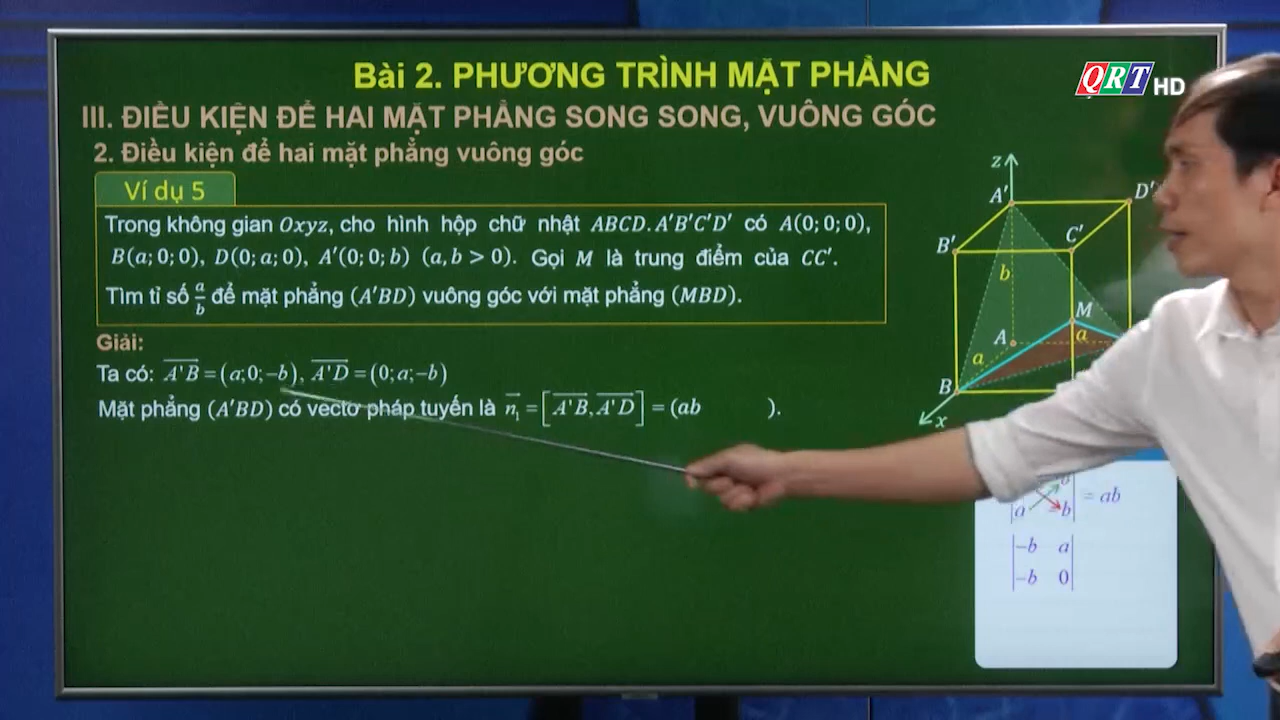 Bài 2. PHƯƠNG TRÌNH MẶT PHẲNG
QRT HD
III. ĐIỀU KIỆN ĐỂ HAI MẶT PHẲNG SONG SONG, VUÔNG GÓC
2. Điều kiện để hai mặt phẳng vuông góc
Ví dụ 5
Trong không gian Oxyz, cho hình hộp chữ nhật ABCD.A'B'C'D' có A(0; 0; 0),
B(a; 0; 0), D(0; a; 0), A'(0; 0; b) (a, b > 0). Gọi M là trung điểm của CC'.
Tìm tỉ số a/b để mặt phẳng (A'BD) vuông góc với mặt phẳng (MBD).
Giải:
Ta có: A'B = (a;0;−b), A'D = (0;a;−b)
Mặt phẳng (A'BD) có vectơ pháp tuyến là n₁ = [A'B, A'D] = (ab ).
z
A' D'
B' C'
b
M
A a
a
B
x
a −b = ab
−b a
−b 0